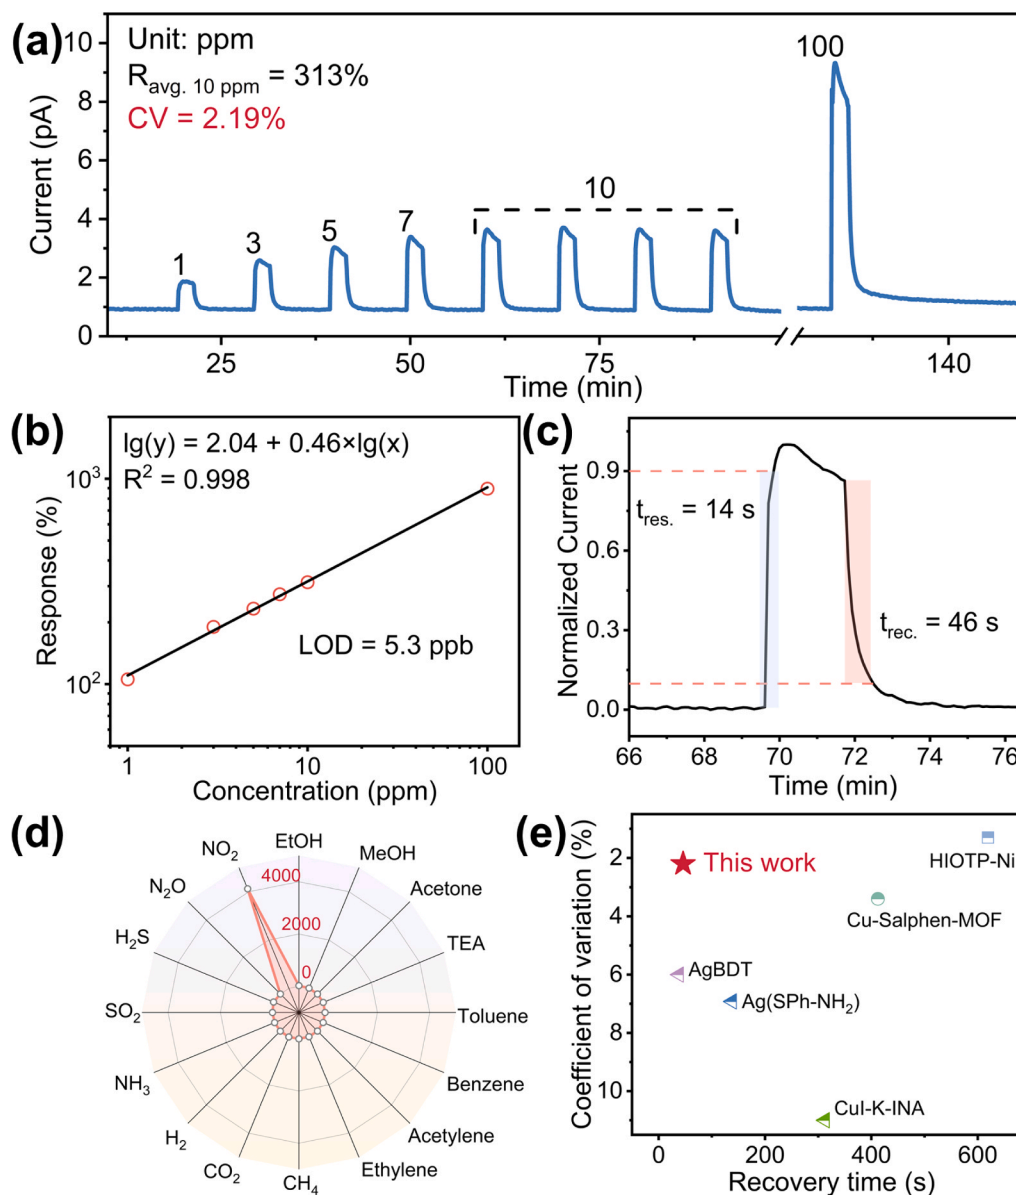 (a)
Unit: ppm
R_avg. 10 ppm = 313%
CV = 2.19%
1
3
5
7
10
100
Current (pA)
10
8
6
4
2
0
25
50
75
140
Time (min)
(b)
lg(y) = 2.04 + 0.46×lg(x)
R² = 0.998
LOD = 5.3 ppb
Response (%)
10³
10²
1
10
100
Concentration (ppm)
(c)
t_res. = 14 s
t_rec. = 46 s
Normalized Current
0.9
0.6
0.3
0.0
66
68
70
72
74
76
Time (min)
(d)
EtOH
MeOH
Acetone
TEA
Toluene
Benzene
Acetylene
Ethylene
CH₄
CO₂
H₂
NH₃
SO₂
H₂S
N₂O
NO₂
4000
2000
0
(e)
Coefficient of variation (%)
2
4
6
8
10
This work
HIOTP-Ni
Cu-Salphen-MOF
AgBDT
Ag(SPh-NH₂)
CuI-K-INA
0
200
400
600
Recovery time (s)